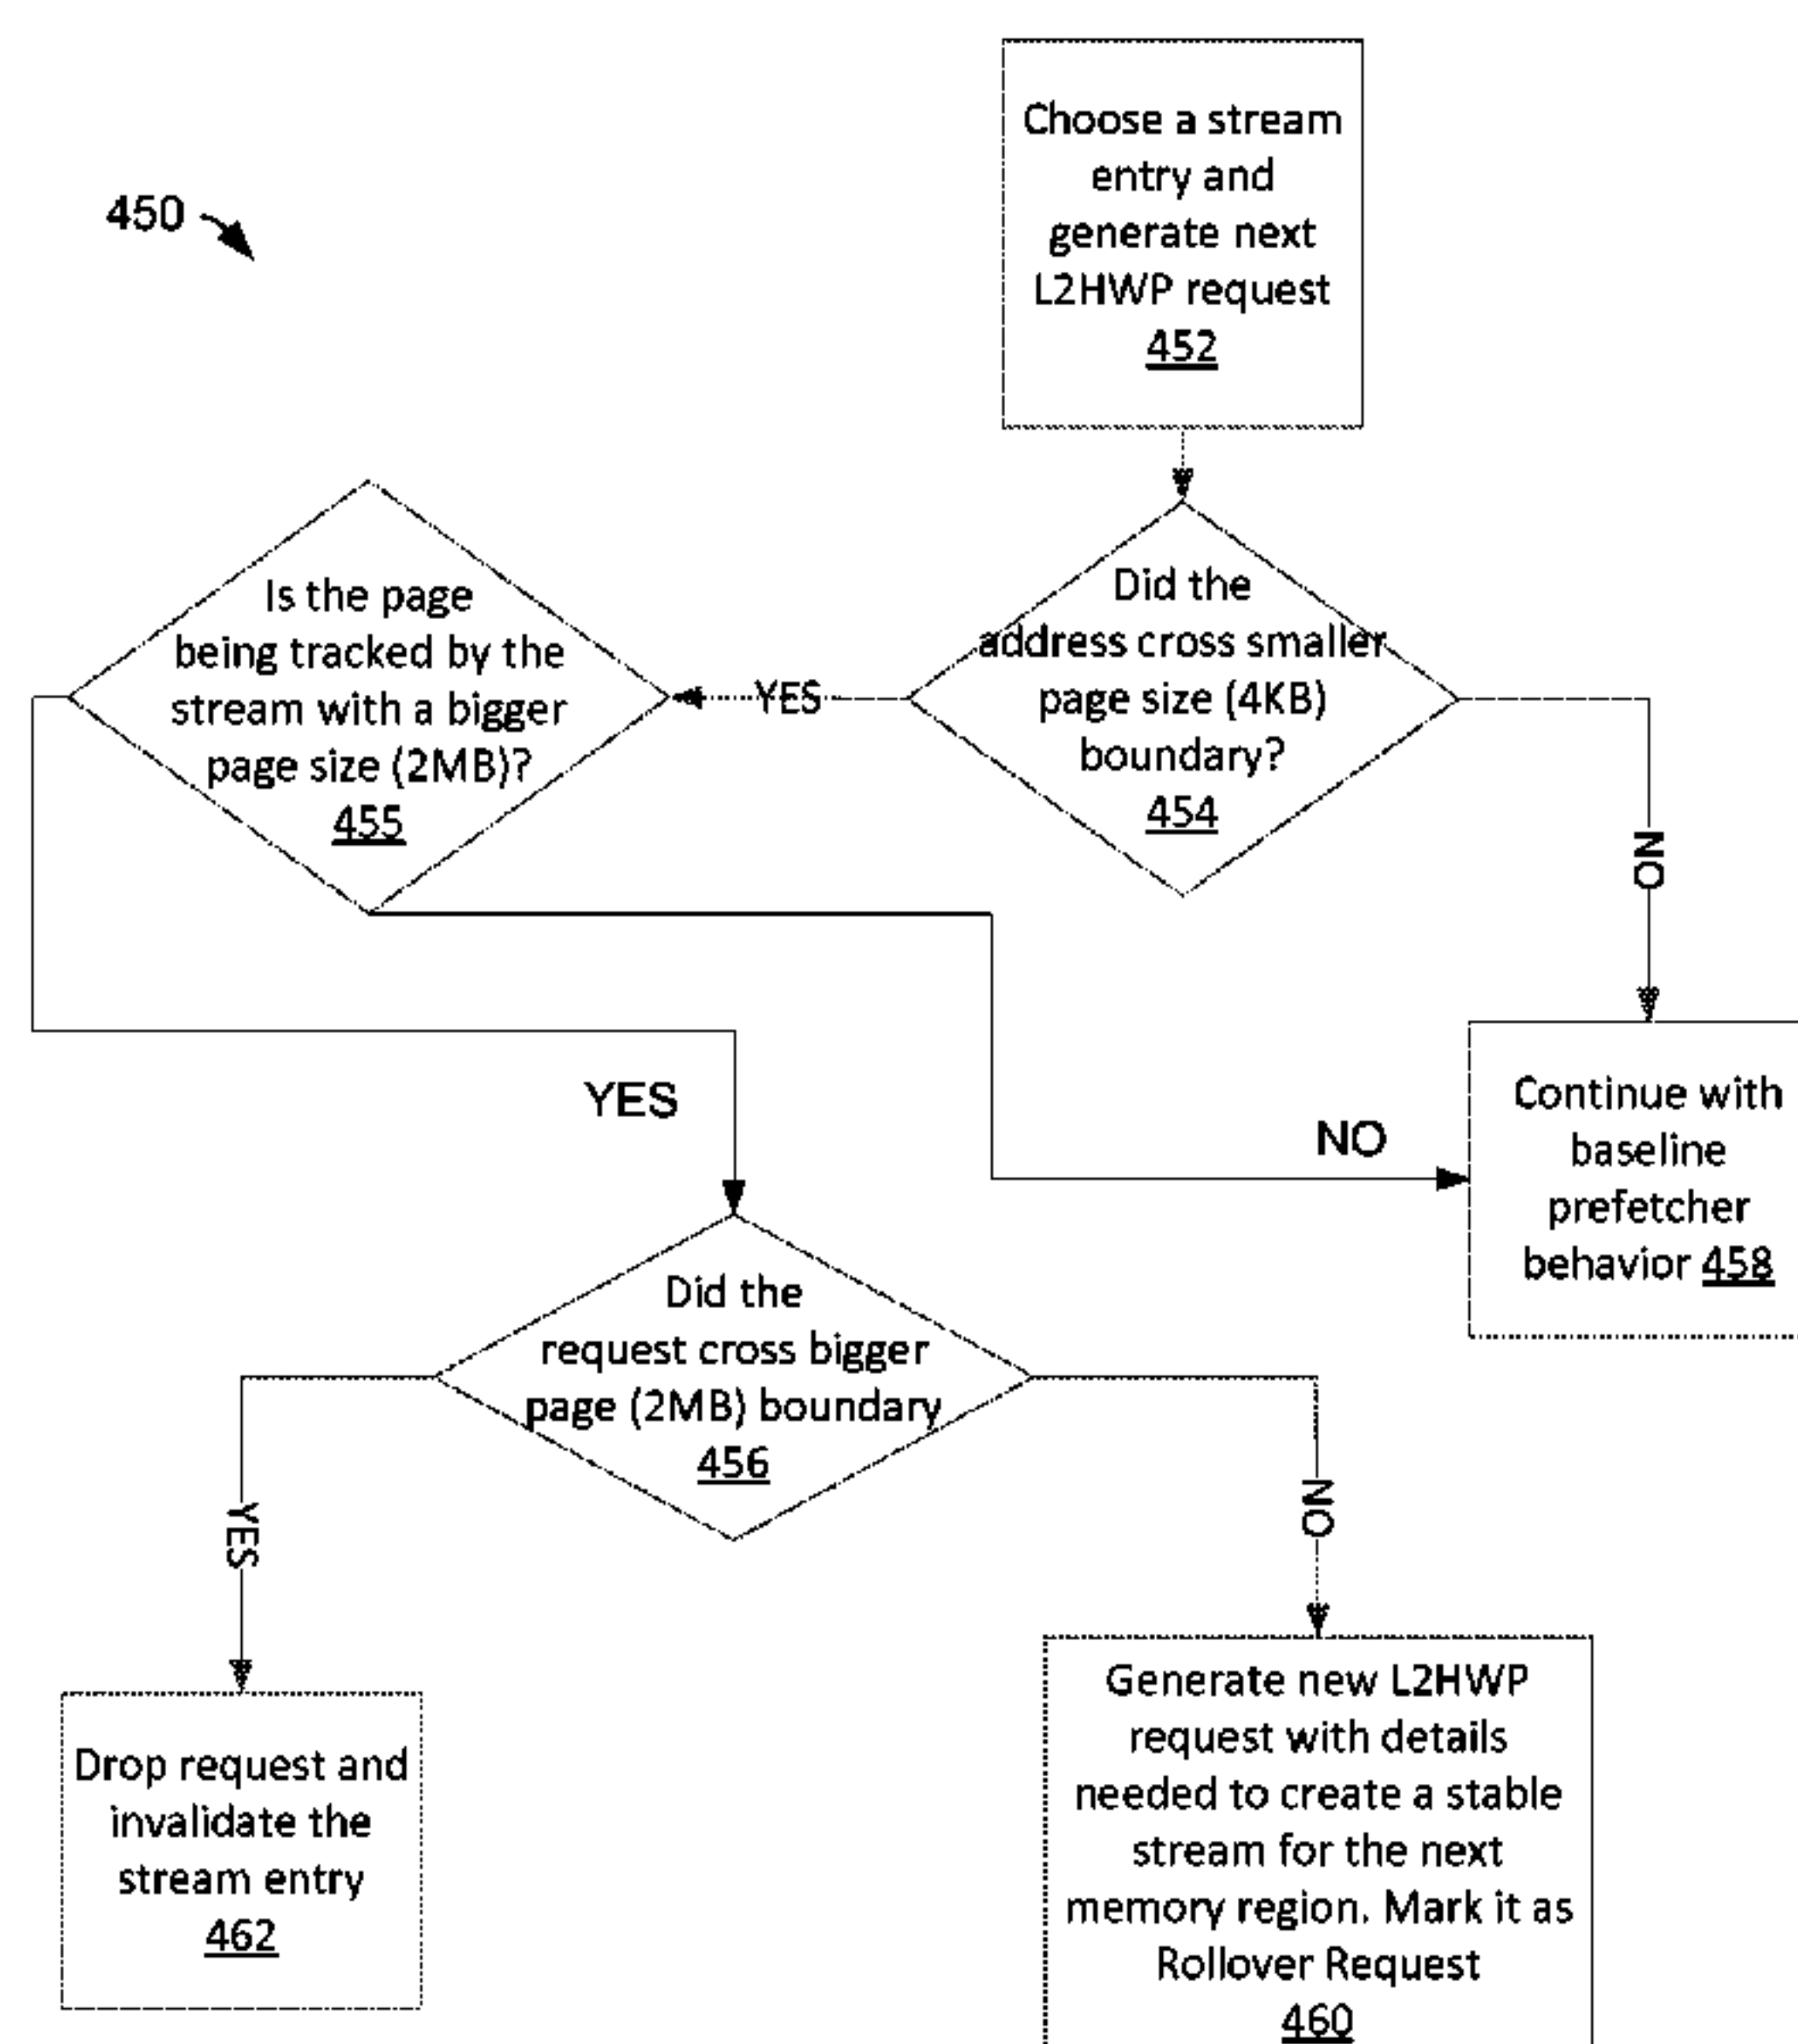 450
Choose a stream
entry and
generate next
L2HWP request
452
Did the
address cross smaller
page size (4KB)
boundary?
454
YES
NO
Is the page
being tracked by the
stream with a bigger
page size (2MB)?
455
YES
NO
Continue with
baseline
prefetcher
behavior 458
Did the
request cross bigger
page (2MB) boundary
456
YES
NO
Drop request and
invalidate the
stream entry
462
Generate new L2HWP
request with details
needed to create a stable
stream for the next
memory region. Mark it as
Rollover Request
460